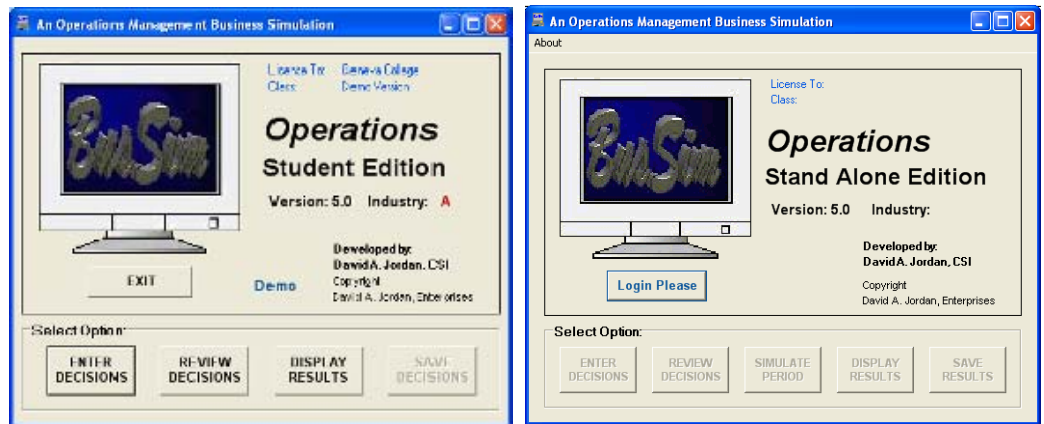 An Operations Management Business Simulation
License To: Geneva College
Class: Demo Version
BusSim
Operations
Student Edition
Version: 5.0 Industry: A
Developed by:
David A. Jordan, CSI
Copyright
David A. Jordan, Enterprises
EXIT
Demo
Select Option:
ENTER DECISIONS
REVIEW DECISIONS
DISPLAY RESULTS
SAVE DECISIONS
An Operations Management Business Simulation
About
License To:
Class:
BusSim
Operations
Stand Alone Edition
Version: 5.0 Industry:
Developed by:
David A. Jordan, CSI
Copyright
David A. Jordan, Enterprises
Login Please
Select Option:
ENTER DECISIONS
REVIEW DECISIONS
SIMULATE PERIOD
DISPLAY RESULTS
SAVE RESULTS